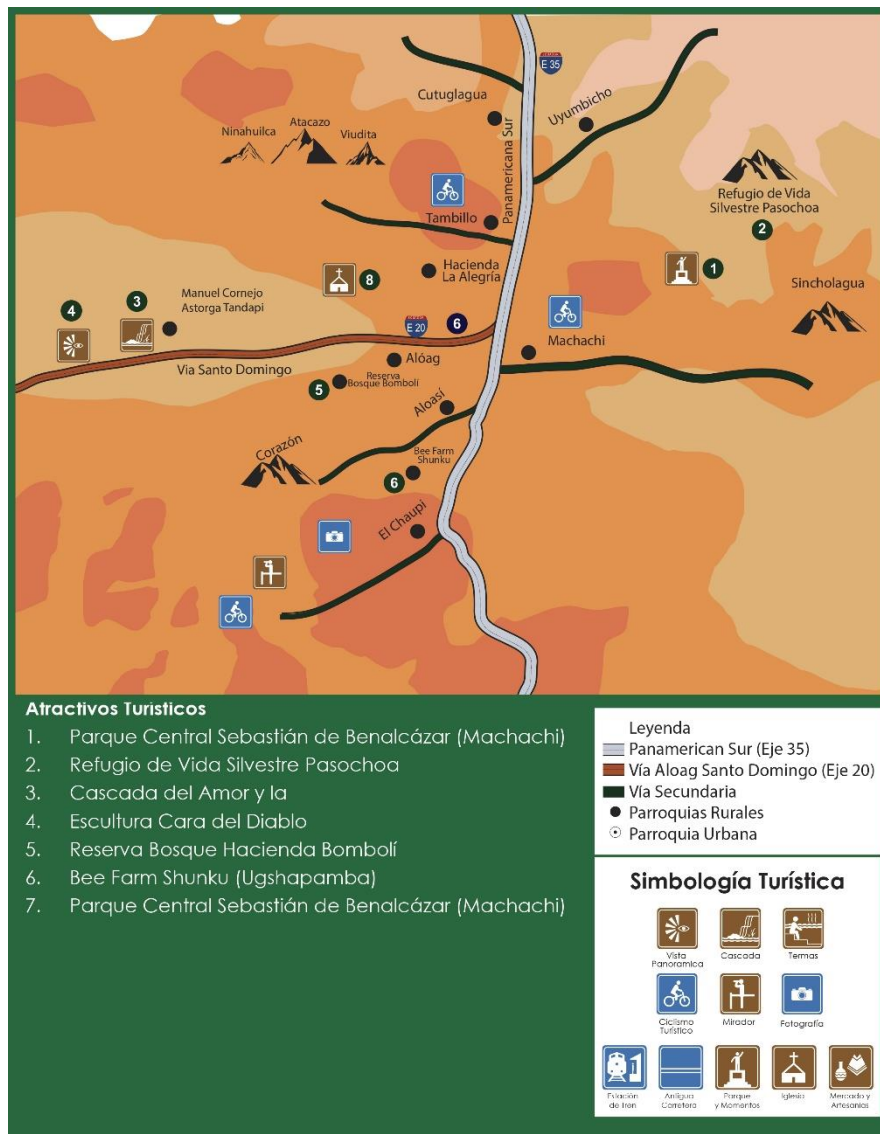 E 35
Cutuglagua
Uyumbicho
Ninahuilca
Atacazo
Viudita
Panamericana Sur
Refugio de Vida
Silvestre Pasochoa
2
Tambillo
Hacienda
La Alegría
8
1
Sincholagua
4
3
Manuel Cornejo
Astorga Tandapi
E 20
6
Machachi
Via Santo Domingo
Alóag
5
Reserva
Bosque Bombolí
Aloasí
Corazón
Bee Farm
Shunku
6
El Chaupi
Atractivos Turísticos
1. Parque Central Sebastián de Benalcázar (Machachi)
2. Refugio de Vida Silvestre Pasochoa
3. Cascada del Amor y la
4. Escultura Cara del Diablo
5. Reserva Bosque Hacienda Bombolí
6. Bee Farm Shunku (Ugshapamba)
7. Parque Central Sebastián de Benalcázar (Machachi)
Leyenda
Panamerican Sur (Eje 35)
Vía Aloag Santo Domingo (Eje 20)
Vía Secundaria
Parroquias Rurales
Parroquia Urbana
Simbología Turística
Vista
Panoramica
Cascada
Termas
Ciclismo
Turístico
Mirador
Fotografía
Estación
de Tren
Antigua
Carretera
Parque
y Momentos
Iglesia
Mercado y
Artesanías